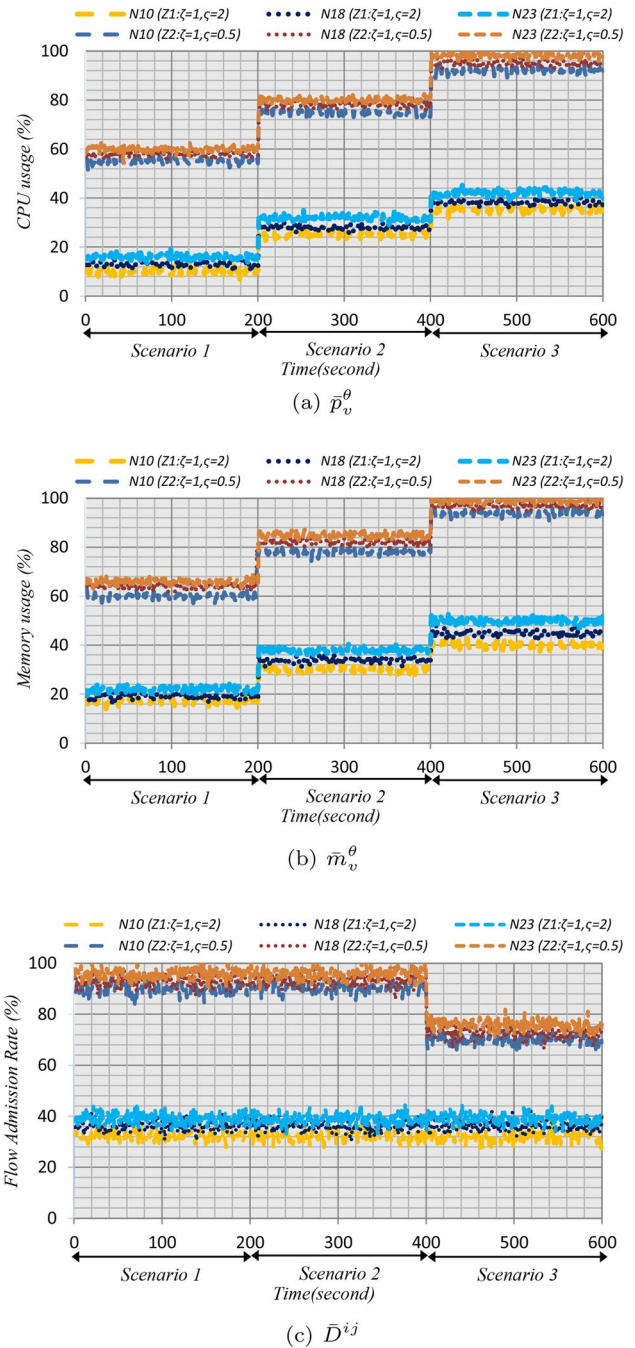 N10 (Z1:ζ=1,ς=2) N18 (Z1:ζ=1,ς=2) N23 (Z1:ζ=1,ς=2)
N10 (Z2:ζ=1,ς=0.5) N18 (Z2:ζ=1,ς=0.5) N23 (Z2:ζ=1,ς=0.5)
CPU usage (%)
100
80
60
40
20
0
0 100 200 300 400 500 600
Scenario 1 Scenario 2 Scenario 3
Time(second)
(a) p̄_v^θ
N10 (Z1:ζ=1,ς=2) N18 (Z1:ζ=1,ς=2) N23 (Z1:ζ=1,ς=2)
N10 (Z2:ζ=1,ς=0.5) N18 (Z2:ζ=1,ς=0.5) N23 (Z2:ζ=1,ς=0.5)
Memory usage (%)
100
80
60
40
20
0
0 100 200 300 400 500 600
Scenario 1 Scenario 2 Scenario 3
Time(second)
(b) m̄_v^θ
N10 (Z1:ζ=1,ς=2) N18 (Z1:ζ=1,ς=2) N23 (Z1:ζ=1,ς=2)
N10 (Z2:ζ=1,ς=0.5) N18 (Z2:ζ=1,ς=0.5) N23 (Z2:ζ=1,ς=0.5)
Flow Admission Rate (%)
100
80
60
40
20
0
0 100 200 300 400 500 600
Scenario 1 Scenario 2 Scenario 3
Time(second)
(c) D̄^{ij}